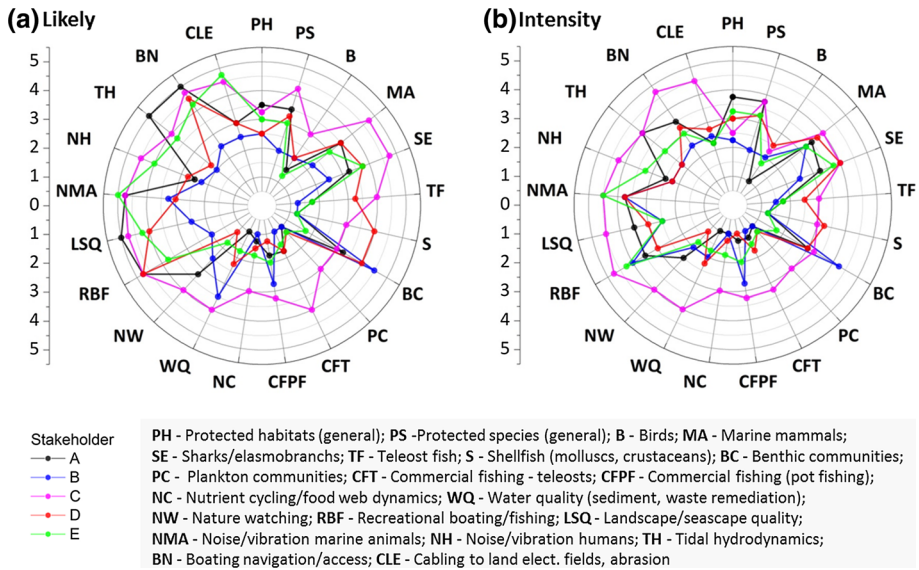 (a) Likely
(b) Intensity
PH
PS
B
MA
SE
TF
S
BC
PC
CFT
CFPF
NC
WQ
NW
RBF
LSQ
NMA
NH
TH
BN
CLE
5
4
3
2
1
0
1
2
3
4
5
PH
PS
B
MA
SE
TF
S
BC
PC
CFT
CFPF
NC
WQ
NW
RBF
LSQ
NMA
NH
TH
BN
CLE
5
4
3
2
1
0
1
2
3
4
5
Stakeholder
A
B
C
D
E
PH - Protected habitats (general); PS -Protected species (general); B - Birds; MA - Marine mammals;
SE - Sharks/elasmobranchs; TF - Teleost fish; S - Shellfish (molluscs, crustaceans); BC - Benthic communities;
PC - Plankton communities; CFT - Commercial fishing - teleosts; CFPF - Commercial fishing (pot fishing);
NC - Nutrient cycling/food web dynamics; WQ - Water quality (sediment, waste remediation);
NW - Nature watching; RBF - Recreational boating/fishing; LSQ - Landscape/seascape quality;
NMA - Noise/vibration marine animals; NH - Noise/vibration humans; TH - Tidal hydrodynamics;
BN - Boating navigation/access; CLE - Cabling to land elect. fields, abrasion